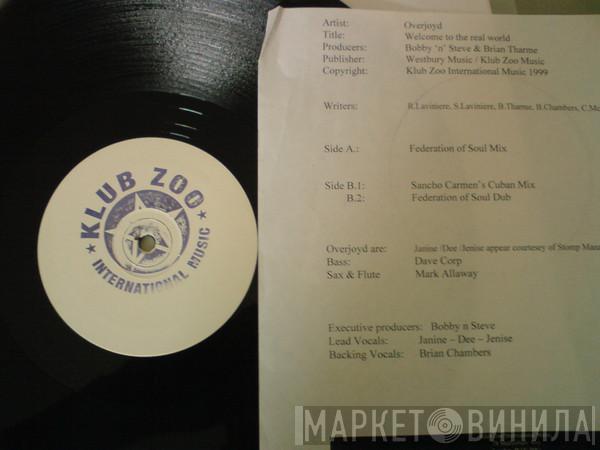 KLUB ZOO
INTERNATIONAL MUSIC
Artist: Overjoyd
Title: Welcome to the real world
Producers: Bobby 'n' Steve & Brian Tharme
Publisher: Westbury Music / Klub Zoo Music
Copyright: Klub Zoo International Music 1999
Writers: R.Laviniere, S.Laviniere, B.Tharme, B.Chambers, C.Mc
Side A.: Federation of Soul Mix
Side B.1: Sancho Carmen's Cuban Mix
B.2: Federation of Soul Dub
Overjoyd are: Janine /Dee /Jenise appear courtesey of Stomp Mana
Bass: Dave Corp
Sax & Flute Mark Allaway
Executive producers: Bobby n Steve
Lead Vocals: Janine – Dee – Jenise
Backing Vocals: Brian Chambers
МАРКЕТ ВИНИЛА